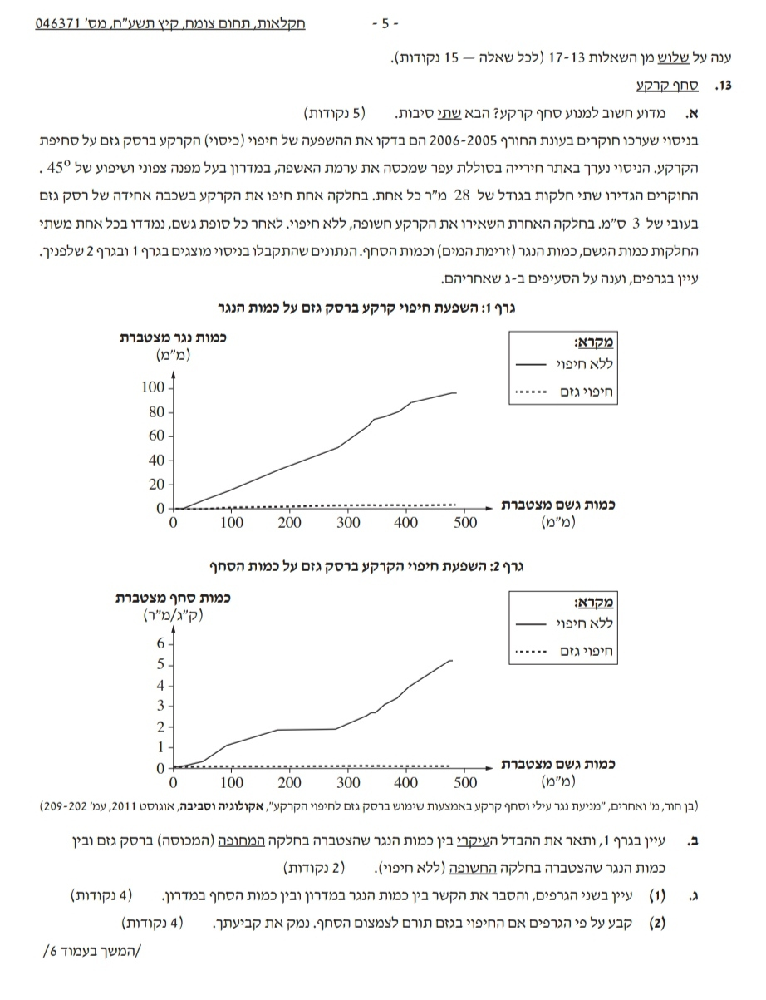 חקלאות, תחום צומח, קיץ תשע"ח, מס' 046371
- 5 -
ענה על שלוש מן השאלות 13-17 (לכל שאלה — 15 נקודות).
13. סחף קרקע
א. מדוע חשוב למנוע סחף קרקע? הבא שתי סיבות. (5 נקודות)
בניסוי שערכו חוקרים בעונת החורף 2005-2006 הם בדקו את ההשפעה של חיפוי (כיסוי) הקרקע ברסק גזם על סחיפת
הקרקע. הניסוי נערך באתר חירייה בסוללת עפר שמכסה את ערמת האשפה, במדרון בעל מפנה צפוני ושיפוע של 45°.
החוקרים הגדירו שתי חלקות בגודל של 28 מ"ר כל אחת. בחלקה אחת חיפו את הקרקע בשכבה אחידה של רסק גזם
בעובי של 3 ס"מ. בחלקה האחרת השאירו את הקרקע חשופה, ללא חיפוי. לאחר כל סופת גשם, נמדדו בכל אחת משתי
החלקות כמות הגשם, כמות הנגר (זרימת המים) וכמות הסחף. הנתונים שהתקבלו בניסוי מוצגים בגרף 1 ובגרף 2 שלפניך.
עיין בגרפים, וענה על הסעיפים ב-ג שאחריהם.
גרף 1: השפעת חיפוי קרקע ברסק גזם על כמות הנגר
מקרא:
ללא חיפוי
חיפוי גזם
כמות נגר מצטברת
(מ"מ)
100
80
60
40
20
0
0 100 200 300 400 500
כמות גשם מצטברת
(מ"מ)
גרף 2: השפעת חיפוי הקרקע ברסק גזם על כמות הסחף
מקרא:
ללא חיפוי
חיפוי גזם
כמות סחף מצטברת
(ק"ג/מ"ר)
6
5
4
3
2
1
0
0 100 200 300 400 500
כמות גשם מצטברת
(מ"מ)
(בן חור, מ' ואחרים, "מניעת נגר עילי וסחף קרקע באמצעות שימוש ברסק גזם לחיפוי הקרקע", אקולוגיה וסביבה, אוגוסט 2011, עמ' 202-209)
ב. עיין בגרף 1, ותאר את ההבדל העיקרי בין כמות הנגר שהצטברה בחלקה המחופה (המכוסה) ברסק גזם ובין
כמות הנגר שהצטברה בחלקה החשופה (ללא חיפוי). (2 נקודות)
ג. (1) עיין בשני הגרפים, והסבר את הקשר בין כמות הנגר במדרון ובין כמות הסחף במדרון. (4 נקודות)
(2) קבע על פי הגרפים אם החיפוי בגזם תורם לצמצום הסחף. נמק את קביעתך. (4 נקודות)
/המשך בעמוד 6/